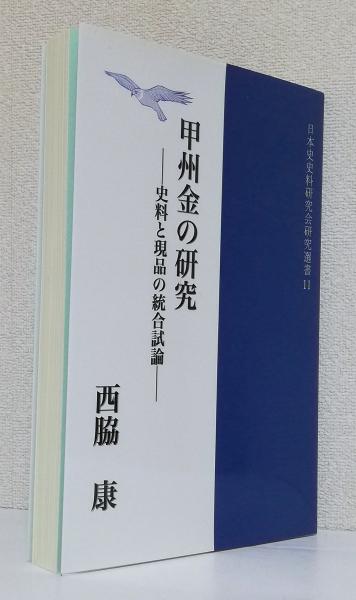 日本史史料研究会研究選書11
甲州金の研究
――史料と現品の統合試論――
西脇 康